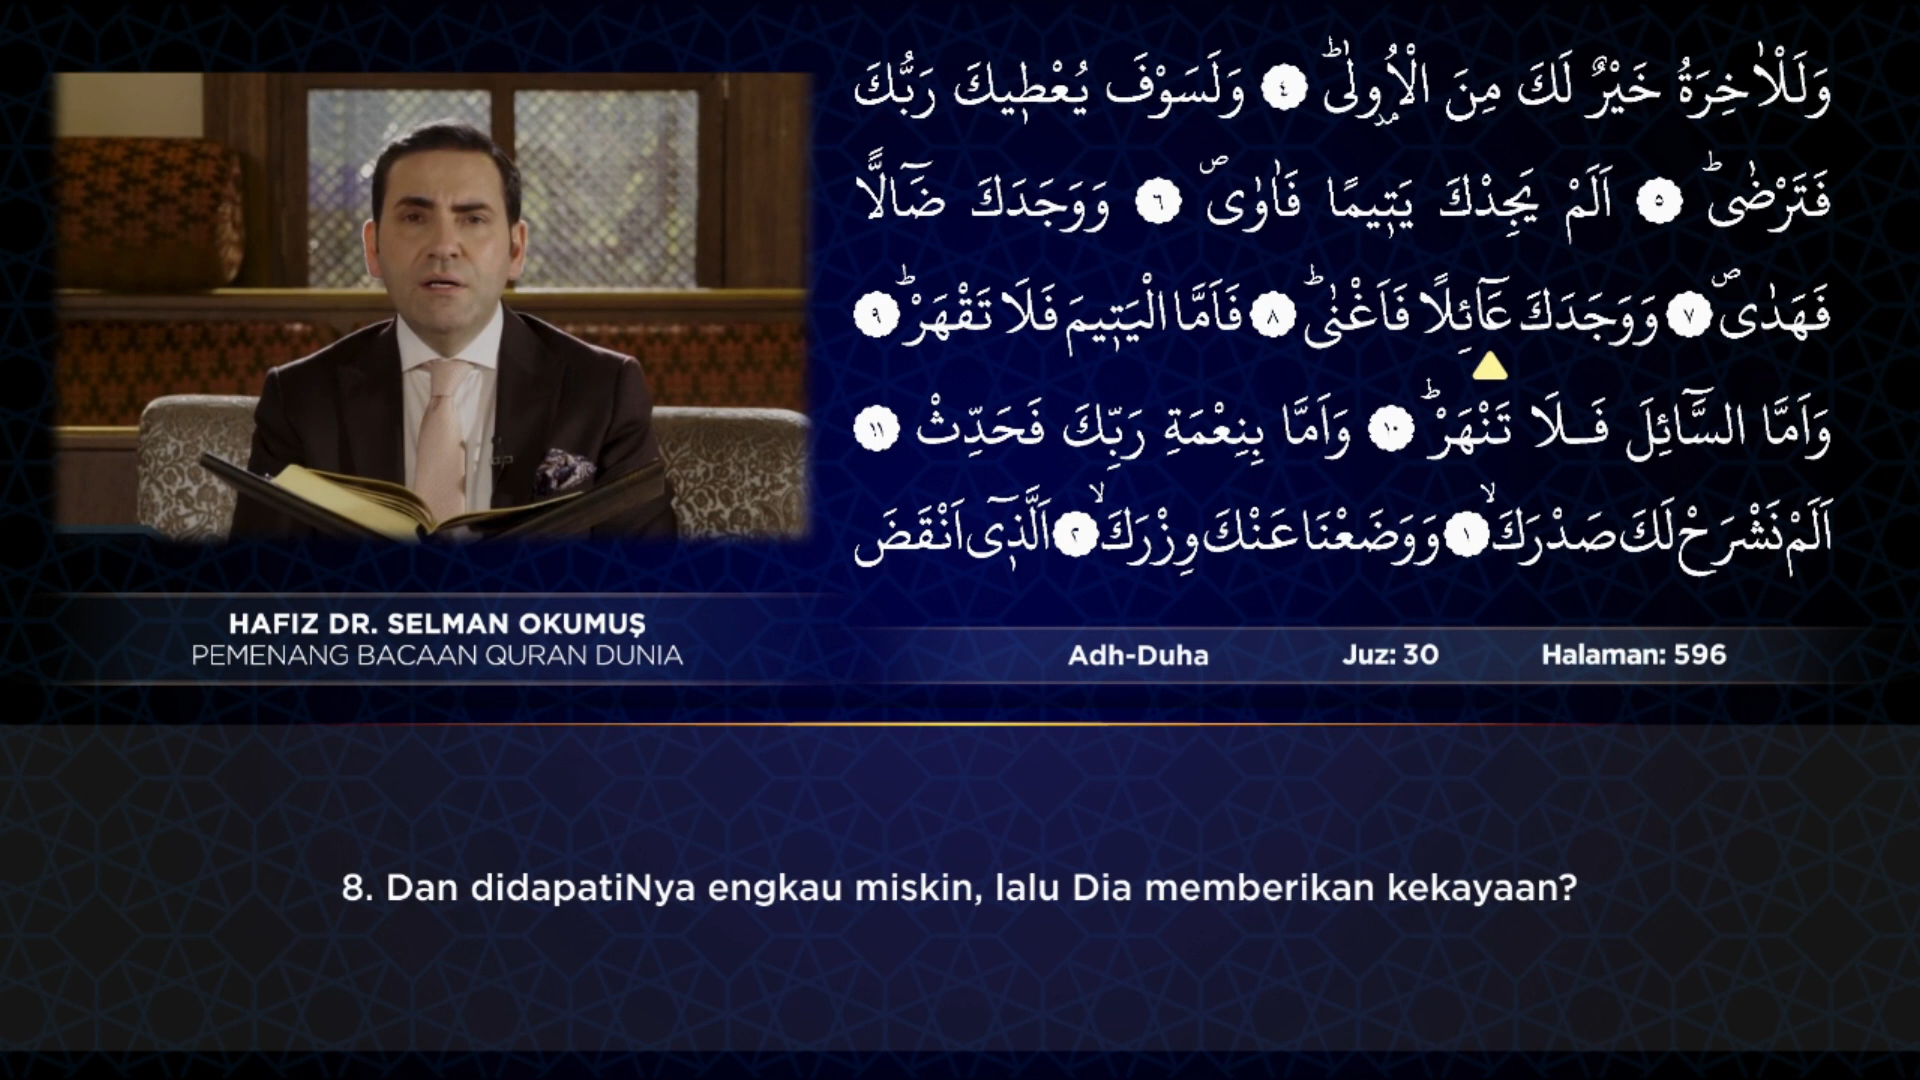 وَلَلْاٰخِرَةُ خَيْرٌ لَكَ مِنَ الْاُو۫لٰىۜ ٤ وَلَسَوْفَ يُعْط۪يكَ رَبُّكَ
فَتَرْضٰىۜ ٥ اَلَمْ يَجِدْكَ يَت۪يمًا فَاٰوٰىۖ ٦ وَوَجَدَكَ ضَٓالًّا
فَهَدٰىۖ ٧ وَوَجَدَكَ عَٓائِلًا فَاَغْنٰىۜ ٨ فَاَمَّا الْيَت۪يمَ فَلَا تَقْهَرْۜ ٩
وَاَمَّا السَّٓائِلَ فَلَا تَنْهَرْۜ ١٠ وَاَمَّا بِنِعْمَةِ رَبِّكَ فَحَدِّثْ ١١
اَلَمْ نَشْرَحْ لَكَ صَدْرَكَۙ ١ وَوَضَعْنَا عَنْكَ وِزْرَكَۙ ٢ اَلَّذ۪ٓى اَنْقَضَ
HAFIZ DR. SELMAN OKUMUŞ
PEMENANG BACAAN QURAN DUNIA
Adh-Duha Juz: 30 Halaman: 596
8. Dan didapatiNya engkau miskin, lalu Dia memberikan kekayaan?